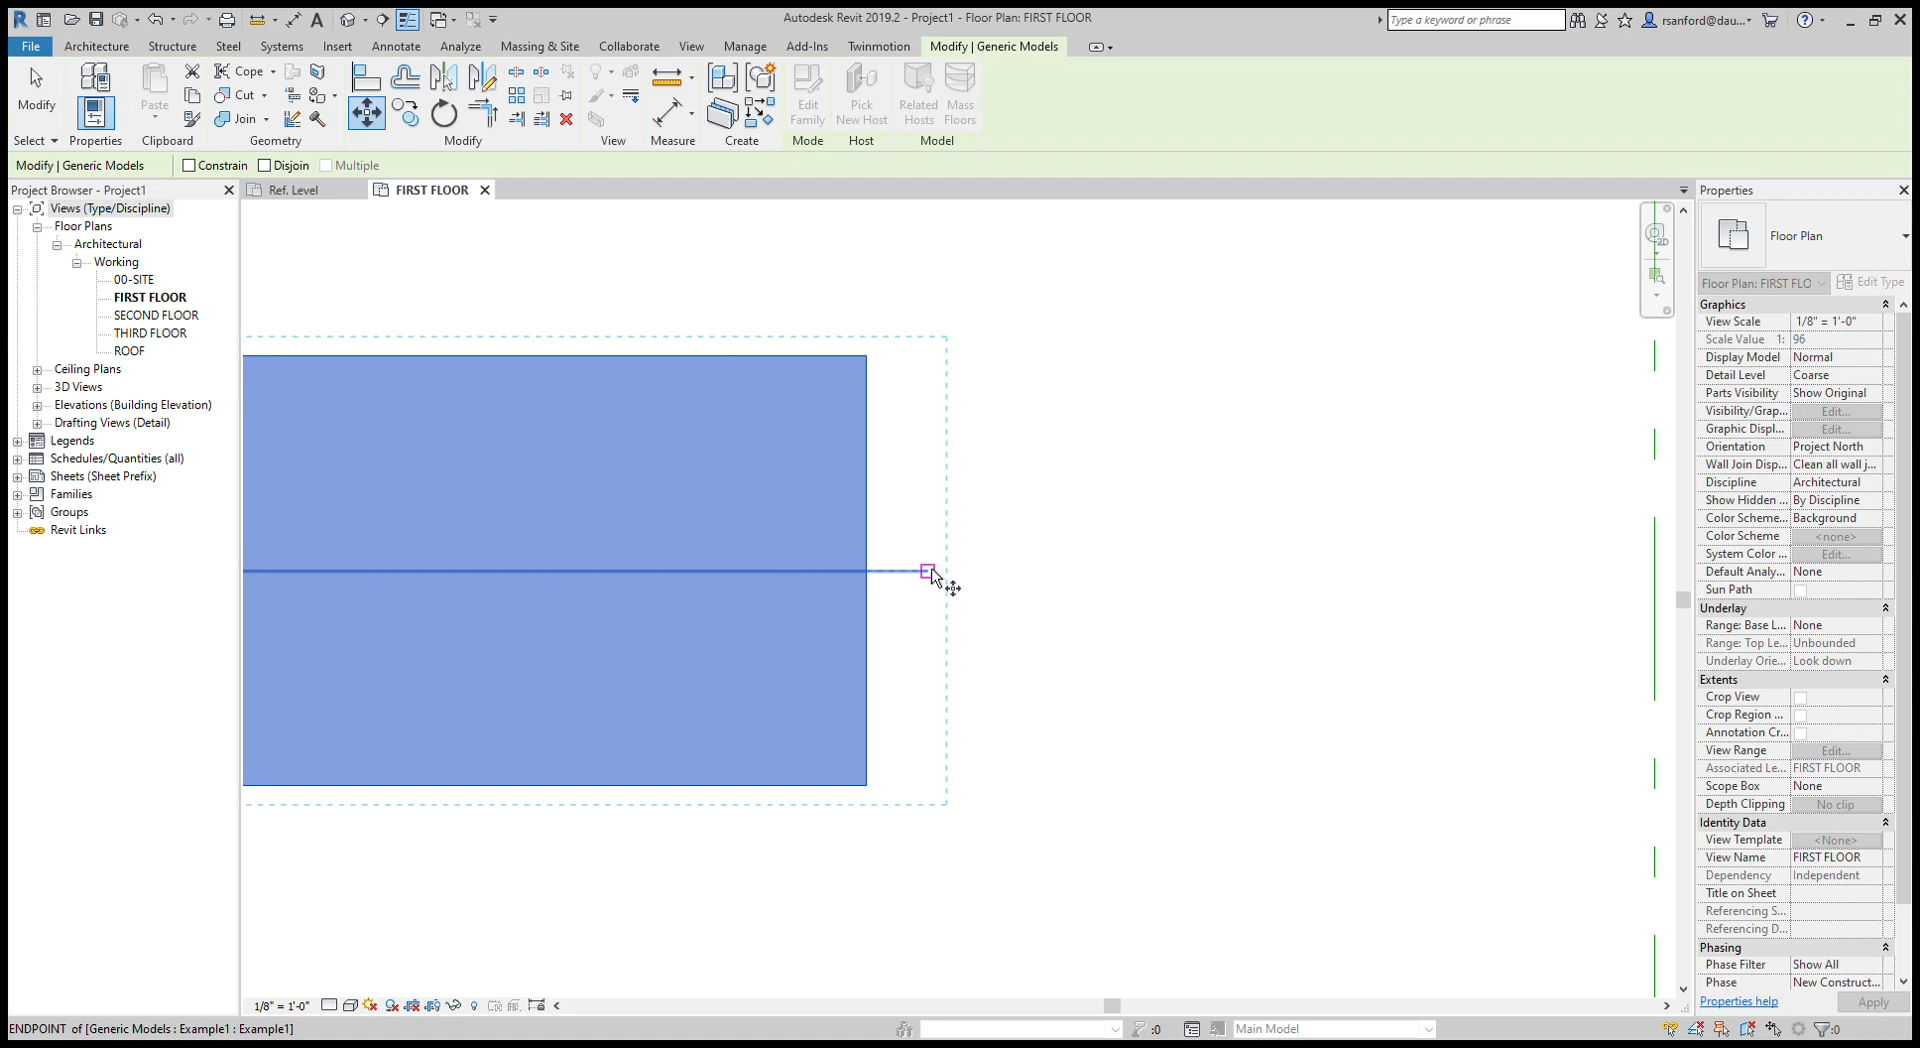 Autodesk Revit 2019.2 - Project1 - Floor Plan: FIRST FLOOR
Type a keyword or phrase
rsanford@dau...
File Architecture Structure Steel Systems Insert Annotate Analyze Massing & Site Collaborate View Manage Add-Ins Twinmotion Modify | Generic Models
Modify
Paste
Cope
Cut
Join
Edit Family
Pick New Host
Related Hosts
Mass Floors
Select Properties Clipboard Geometry Modify View Measure Create Mode Host Model
Modify | Generic Models Constrain Disjoin Multiple
Project Browser - Project1
Ref. Level
FIRST FLOOR
Properties
Views (Type/Discipline)
Floor Plans
Architectural
Working
00-SITE
FIRST FLOOR
SECOND FLOOR
THIRD FLOOR
ROOF
Ceiling Plans
3D Views
Elevations (Building Elevation)
Drafting Views (Detail)
Legends
Schedules/Quantities (all)
Sheets (Sheet Prefix)
Families
Groups
Revit Links
2D
Floor Plan
Floor Plan: FIRST FLO Edit Type
Graphics
View Scale 1/8" = 1'-0"
Scale Value 1: 96
Display Model Normal
Detail Level Coarse
Parts Visibility Show Original
Visibility/Grap... Edit...
Graphic Displ... Edit...
Orientation Project North
Wall Join Disp... Clean all wall j...
Discipline Architectural
Show Hidden ... By Discipline
Color Scheme... Background
Color Scheme <none>
System Color ... Edit...
Default Analy... None
Sun Path
Underlay
Range: Base L... None
Range: Top Le... Unbounded
Underlay Orie... Look down
Extents
Crop View
Crop Region ...
Annotation Cr...
View Range Edit...
Associated Le... FIRST FLOOR
Scope Box None
Depth Clipping No clip
Identity Data
View Template <None>
View Name FIRST FLOOR
Dependency Independent
Title on Sheet
Referencing S...
Referencing D...
Phasing
Phase Filter Show All
Phase New Construct...
Properties help Apply
1/8" = 1'-0"
ENDPOINT of [Generic Models : Example1 : Example1]
:0
Main Model
:0